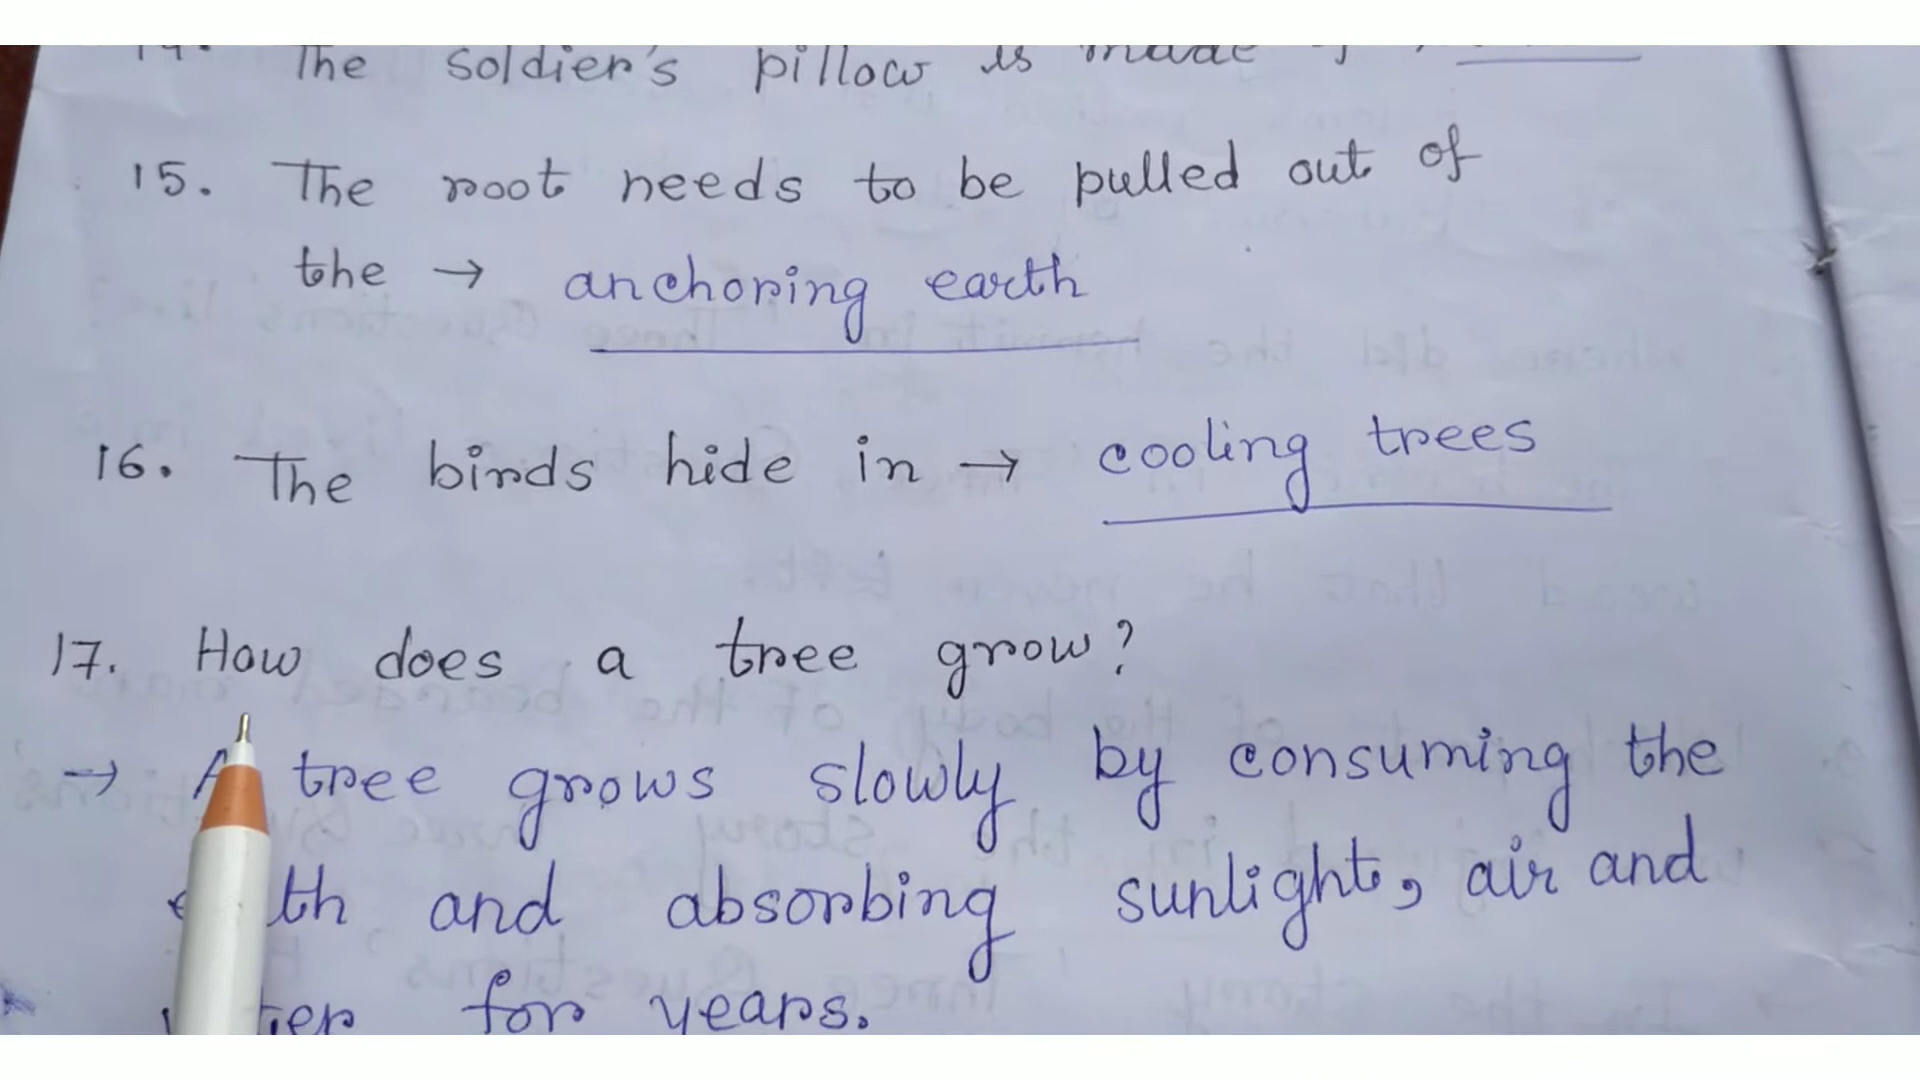 The soldier's pillow is made
15. The root needs to be pulled out of
the → anchoring earth
16. The birds hide in → cooling trees
17. How does a tree grow?
→ A tree grows slowly by consuming the
and absorbing sunlight, air and
for years.